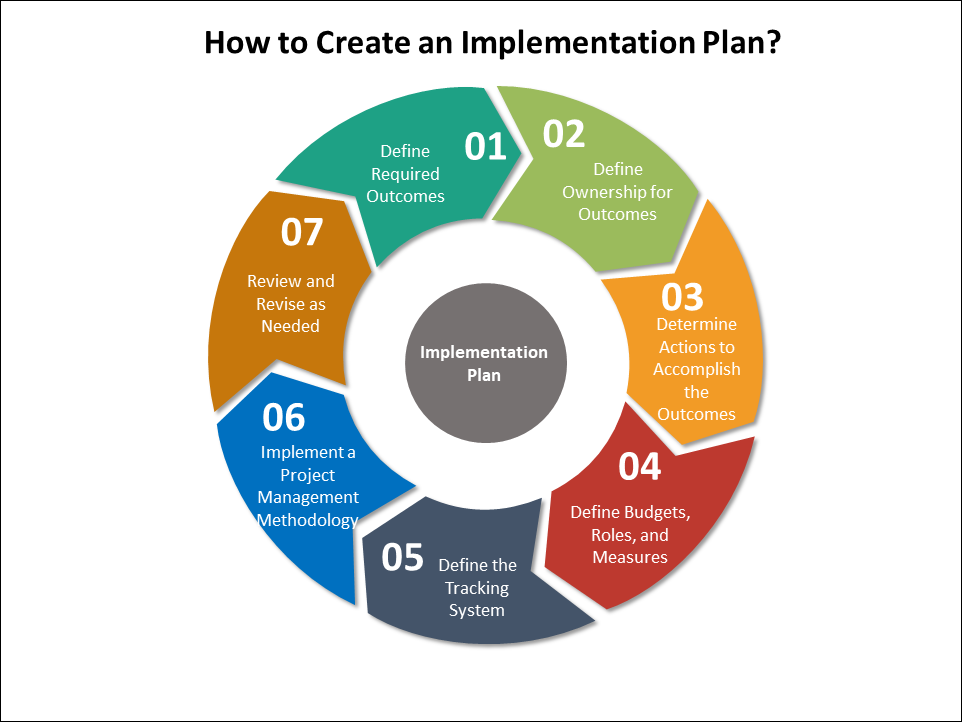 How to Create an Implementation Plan?
01
Define
Required
Outcomes
02
Define
Ownership for
Outcomes
03
Determine
Actions to
Accomplish
the
Outcomes
04
Define Budgets,
Roles, and
Measures
05
Define the
Tracking
System
06
Implement a
Project
Management
Methodology
07
Review and
Revise as
Needed
Implementation
Plan